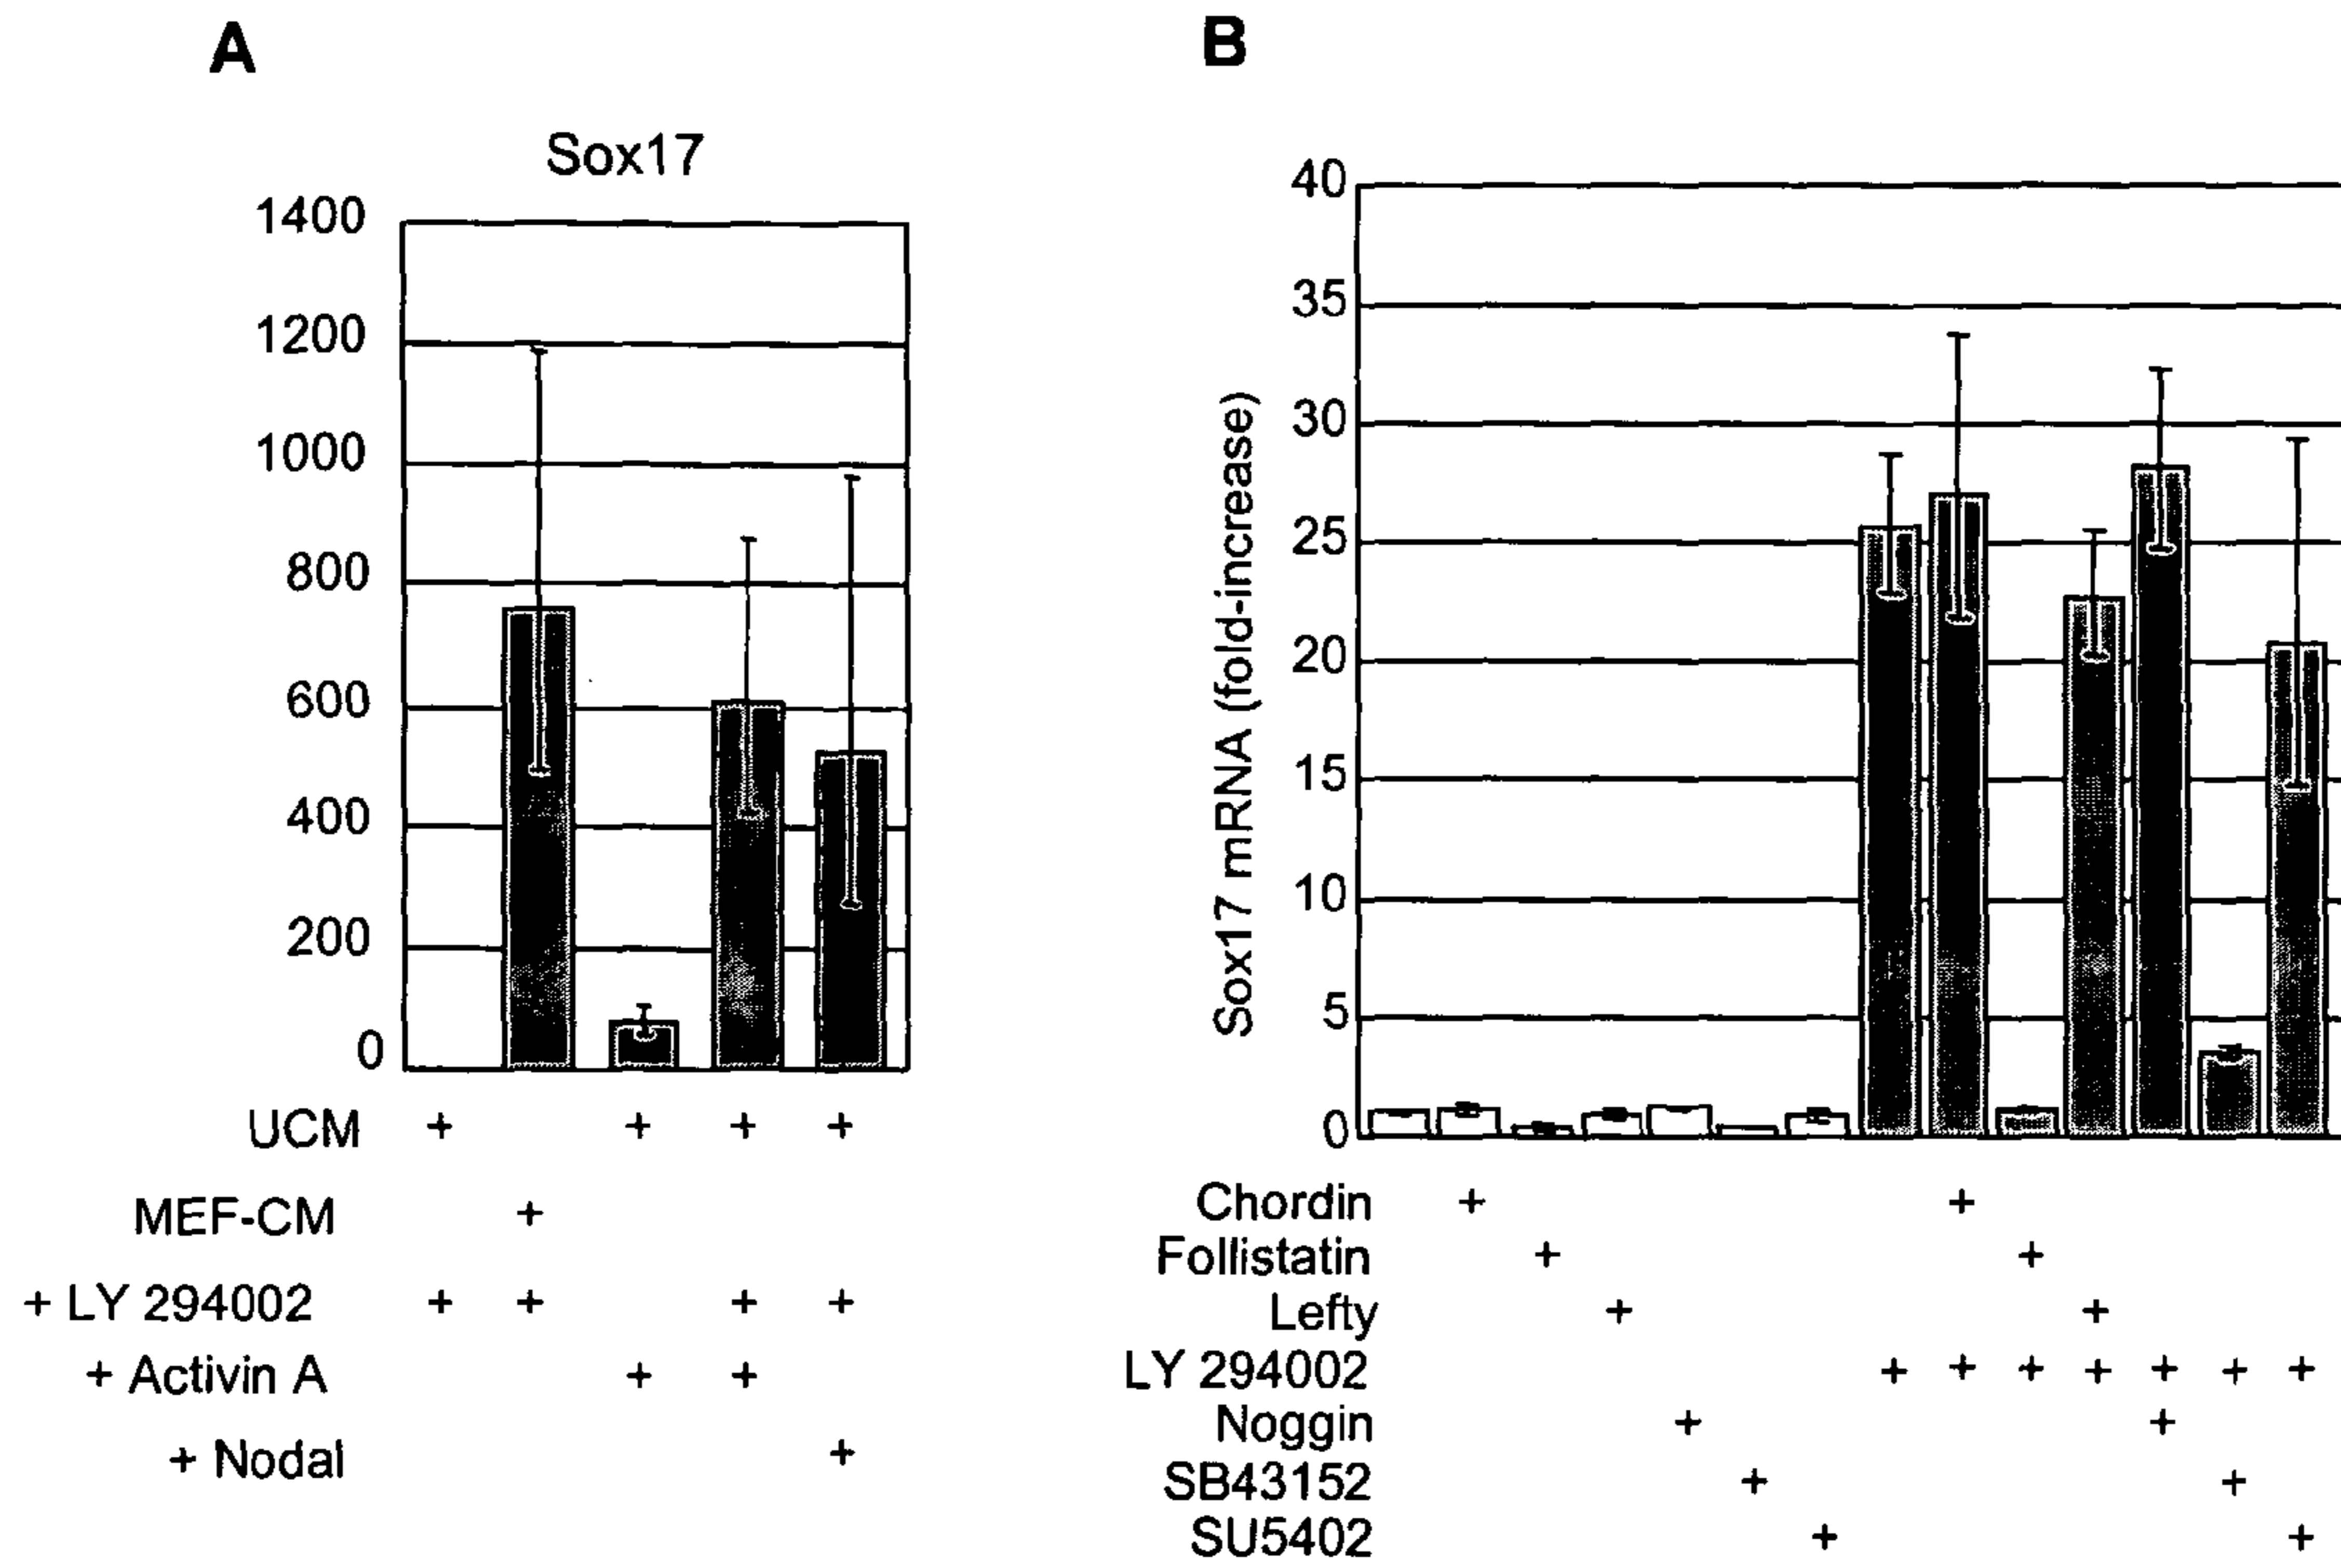 A
Sox17
1400
1200
1000
800
600
400
200
0
UCM + + + +
MEF-CM +
+ LY 294002 + + + +
+ Activin A + +
+ Nodal +
B
Sox17 mRNA (fold-increase)
40
35
30
25
20
15
10
5
0
Chordin + +
Follistatin + +
Lefty + +
LY 294002 + + + + + + +
Noggin + +
SB43152 + +
SU5402 + +